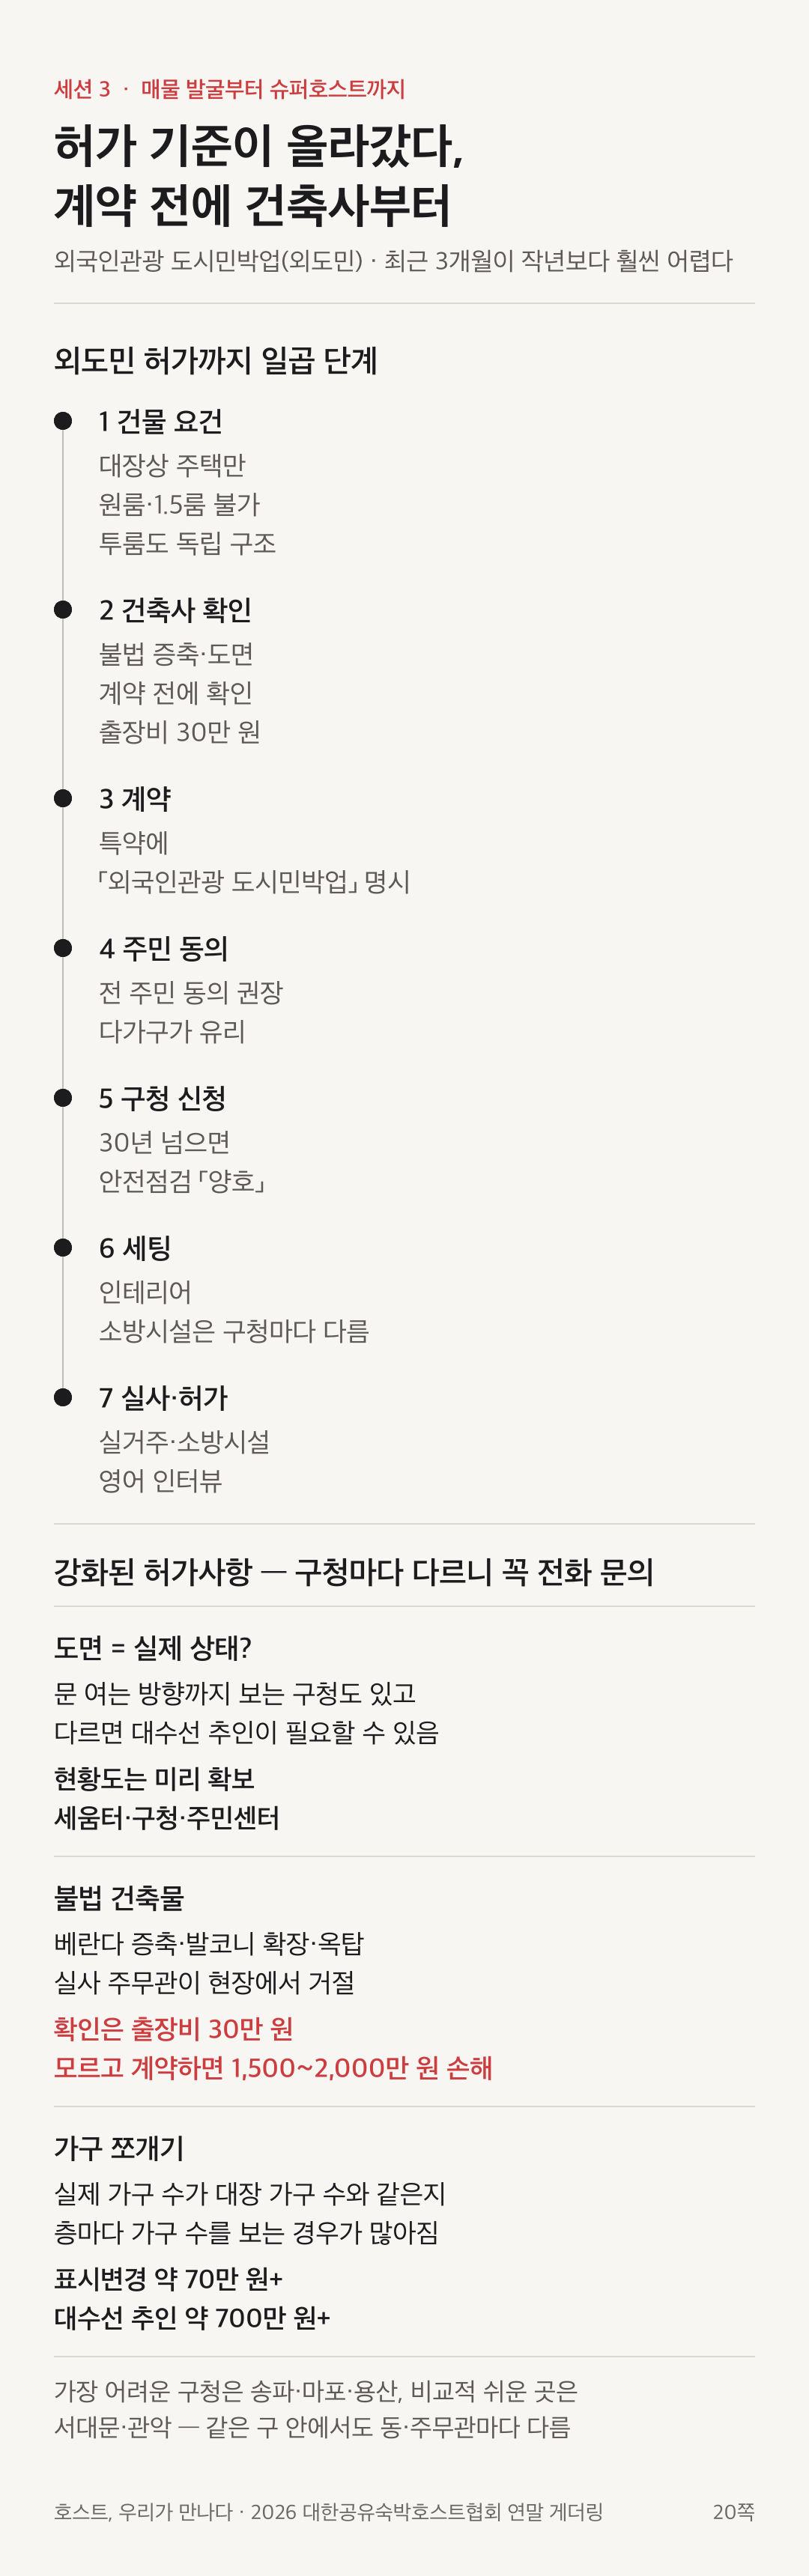 세션 3 · 매물 발굴부터 슈퍼호스트까지
허가 기준이 올라갔다,
계약 전에 건축사부터
외국인관광 도시민박업(외도민) · 최근 3개월이 작년보다 훨씬 어렵다
외도민 허가까지 일곱 단계
1 건물 요건
대장상 주택만
원룸·1.5룸 불가
투룸도 독립 구조
2 건축사 확인
불법 증축·도면
계약 전에 확인
출장비 30만 원
3 계약
특약에
「외국인관광 도시민박업」 명시
4 주민 동의
전 주민 동의 권장
다가구가 유리
5 구청 신청
30년 넘으면
안전점검 「양호」
6 세팅
인테리어
소방시설은 구청마다 다름
7 실사·허가
실거주·소방시설
영어 인터뷰
강화된 허가사항 — 구청마다 다르니 꼭 전화 문의
도면 = 실제 상태?
문 여는 방향까지 보는 구청도 있고
다르면 대수선 추인이 필요할 수 있음
현황도는 미리 확보
세움터·구청·주민센터
불법 건축물
베란다 증축·발코니 확장·옥탑
실사 주무관이 현장에서 거절
확인은 출장비 30만 원
모르고 계약하면 1,500~2,000만 원 손해
가구 쪼개기
실제 가구 수가 대장 가구 수와 같은지
층마다 가구 수를 보는 경우가 많아짐
표시변경 약 70만 원+
대수선 추인 약 700만 원+
가장 어려운 구청은 송파·마포·용산, 비교적 쉬운 곳은
서대문·관악 — 같은 구 안에서도 동·주무관마다 다름
호스트, 우리가 만나다 · 2026 대한공유숙박호스트협회 연말 게더링
20쪽